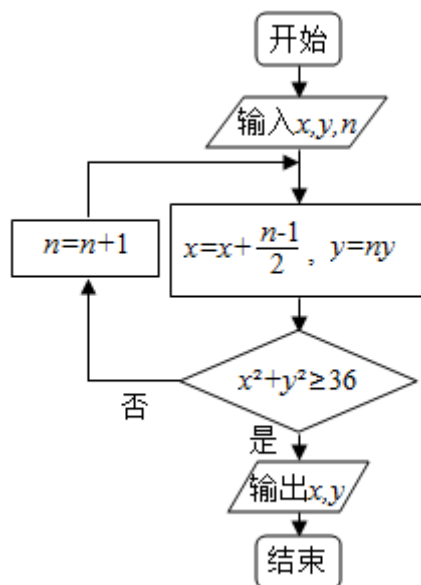 开始
输入x,y,n
n=n+1
x=x+\frac{n-1}{2} , y=ny
x²+y²≥36
否
是
输出x,y
结束